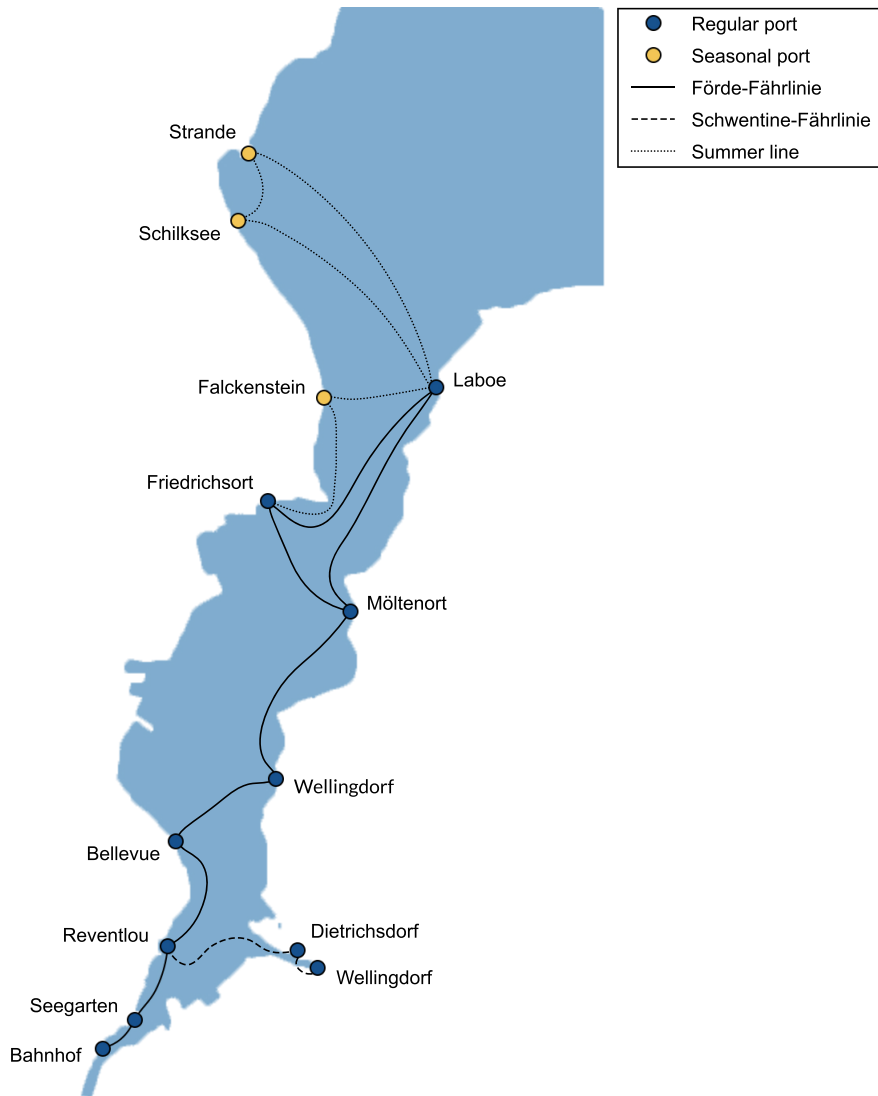 Regular port
Seasonal port
Förde-Fährlinie
Schwentine-Fährlinie
Summer line
Strande
Schilksee
Laboe
Falckenstein
Friedrichsort
Möltenort
Wellingdorf
Bellevue
Reventlou
Dietrichsdorf
Wellingdorf
Seegarten
Bahnhof